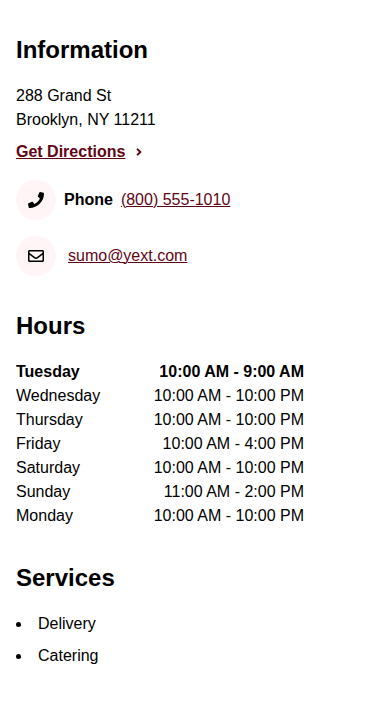 Information
288 Grand St
Brooklyn, NY 11211
Get Directions
Phone (800) 555-1010
sumo@yext.com
Hours
Tuesday 10:00 AM - 9:00 AM
Wednesday 10:00 AM - 10:00 PM
Thursday 10:00 AM - 10:00 PM
Friday 10:00 AM - 4:00 PM
Saturday 10:00 AM - 10:00 PM
Sunday 11:00 AM - 2:00 PM
Monday 10:00 AM - 10:00 PM
Services
• Delivery
• Catering